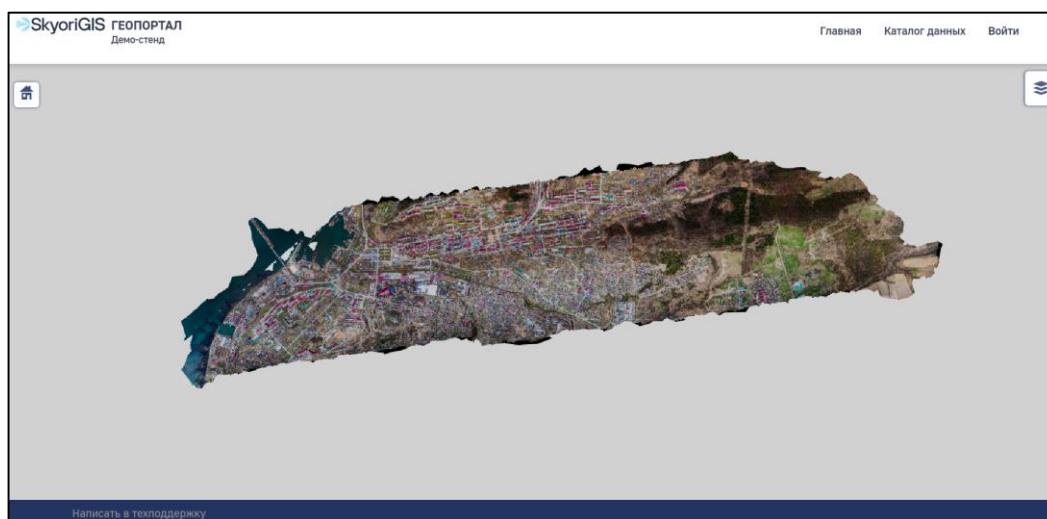 SkyoriGIS ГЕОПОРТАЛ
Демо-стенд
Главная Каталог данных Войти
Написать в техподдержку